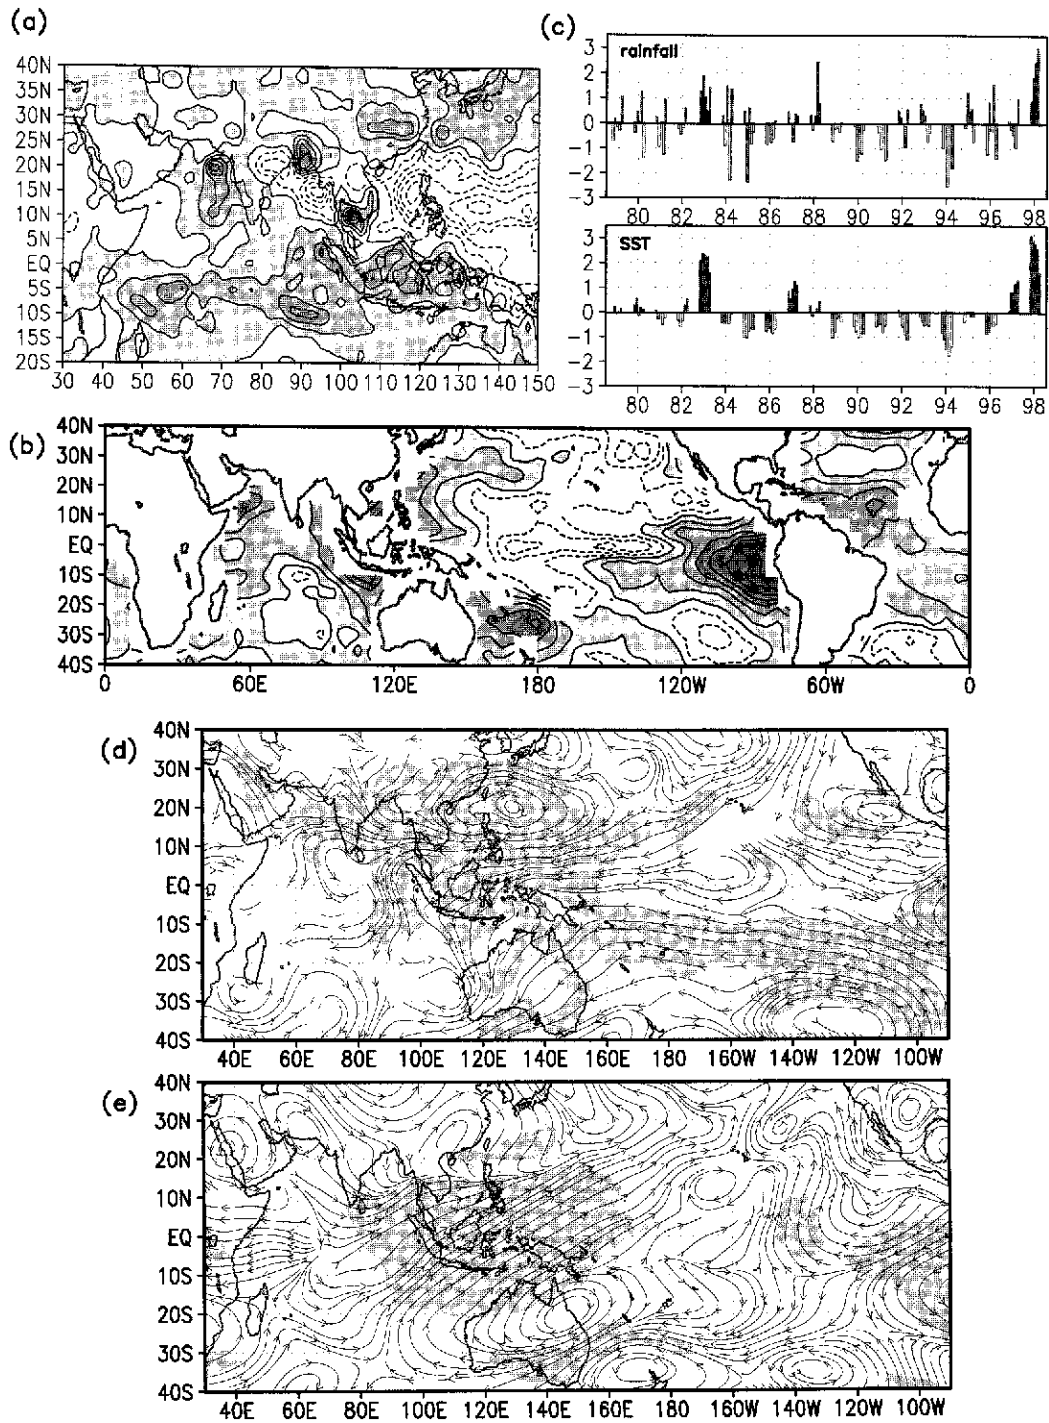 (a)
40N
35N
30N
25N
20N
15N
10N
5N
EQ
5S
10S
15S
20S
30 40 50 60 70 80 90 100 110 120 130 140 150
(c)
rainfall
3
2
1
0
−1
−2
−3
80 82 84 86 88 90 92 94 96 98
SST
3
2
1
0
−1
−2
−3
80 82 84 86 88 90 92 94 96 98
(b)
40N
30N
20N
10N
EQ
10S
20S
30S
40S
0 60E 120E 180 120W 60W 0
(d)
40N
30N
20N
10N
EQ
10S
20S
30S
40S
40E 60E 80E 100E 120E 140E 160E 180 160W 140W 120W 100W
(e)
40N
30N
20N
10N
EQ
10S
20S
30S
40S
40E 60E 80E 100E 120E 140E 160E 180 160W 140W 120W 100W